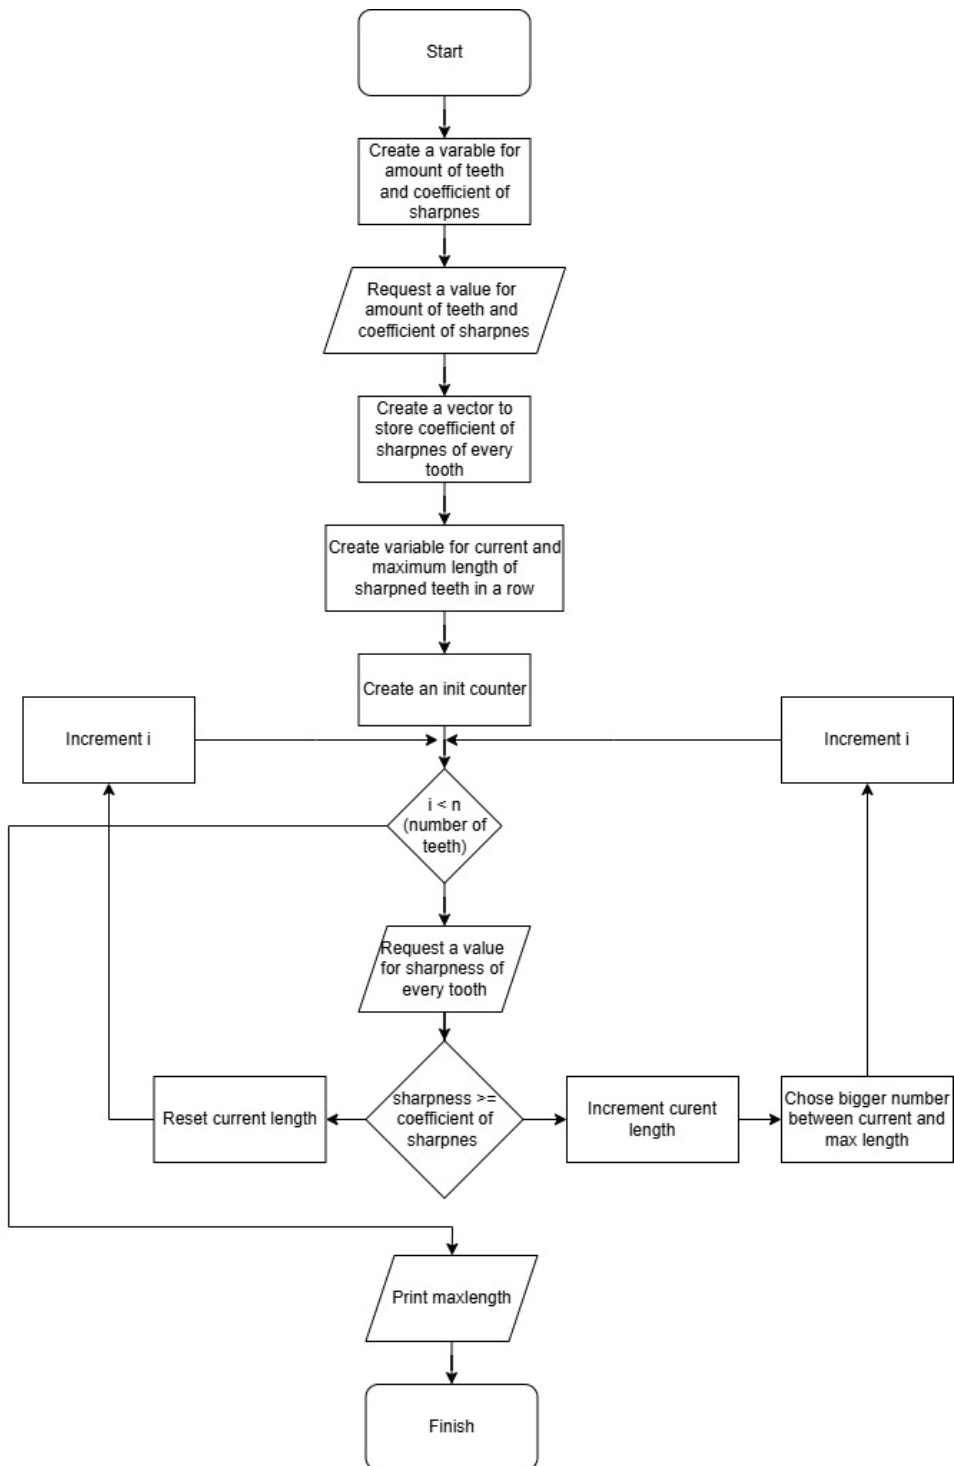 Start
Create a varable for
amount of teeth
and coefficient of
sharpnes
Request a value for
amount of teeth and
coefficient of sharpnes
Create a vector to
store coefficient of
sharpnes of every
tooth
Create variable for current and
maximum length of
sharpned teeth in a row
Create an init counter
Increment i
Increment i
i < n
(number of
teeth)
Request a value
for sharpness of
every tooth
Reset current length
sharpness >=
coefficient of
sharpnes
Increment curent
length
Chose bigger number
between current and
max length
Print maxlength
Finish